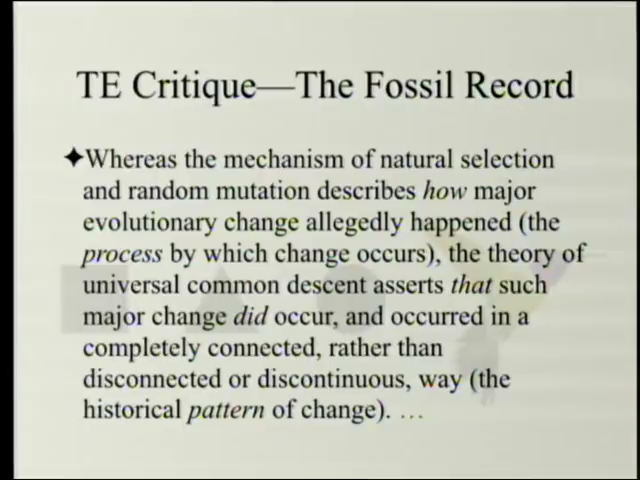 TE Critique—The Fossil Record
✦Whereas the mechanism of natural selection
and random mutation describes how major
evolutionary change allegedly happened (the
process by which change occurs), the theory of
universal common descent asserts that such
major change did occur, and occurred in a
completely connected, rather than
disconnected or discontinuous, way (the
historical pattern of change). …